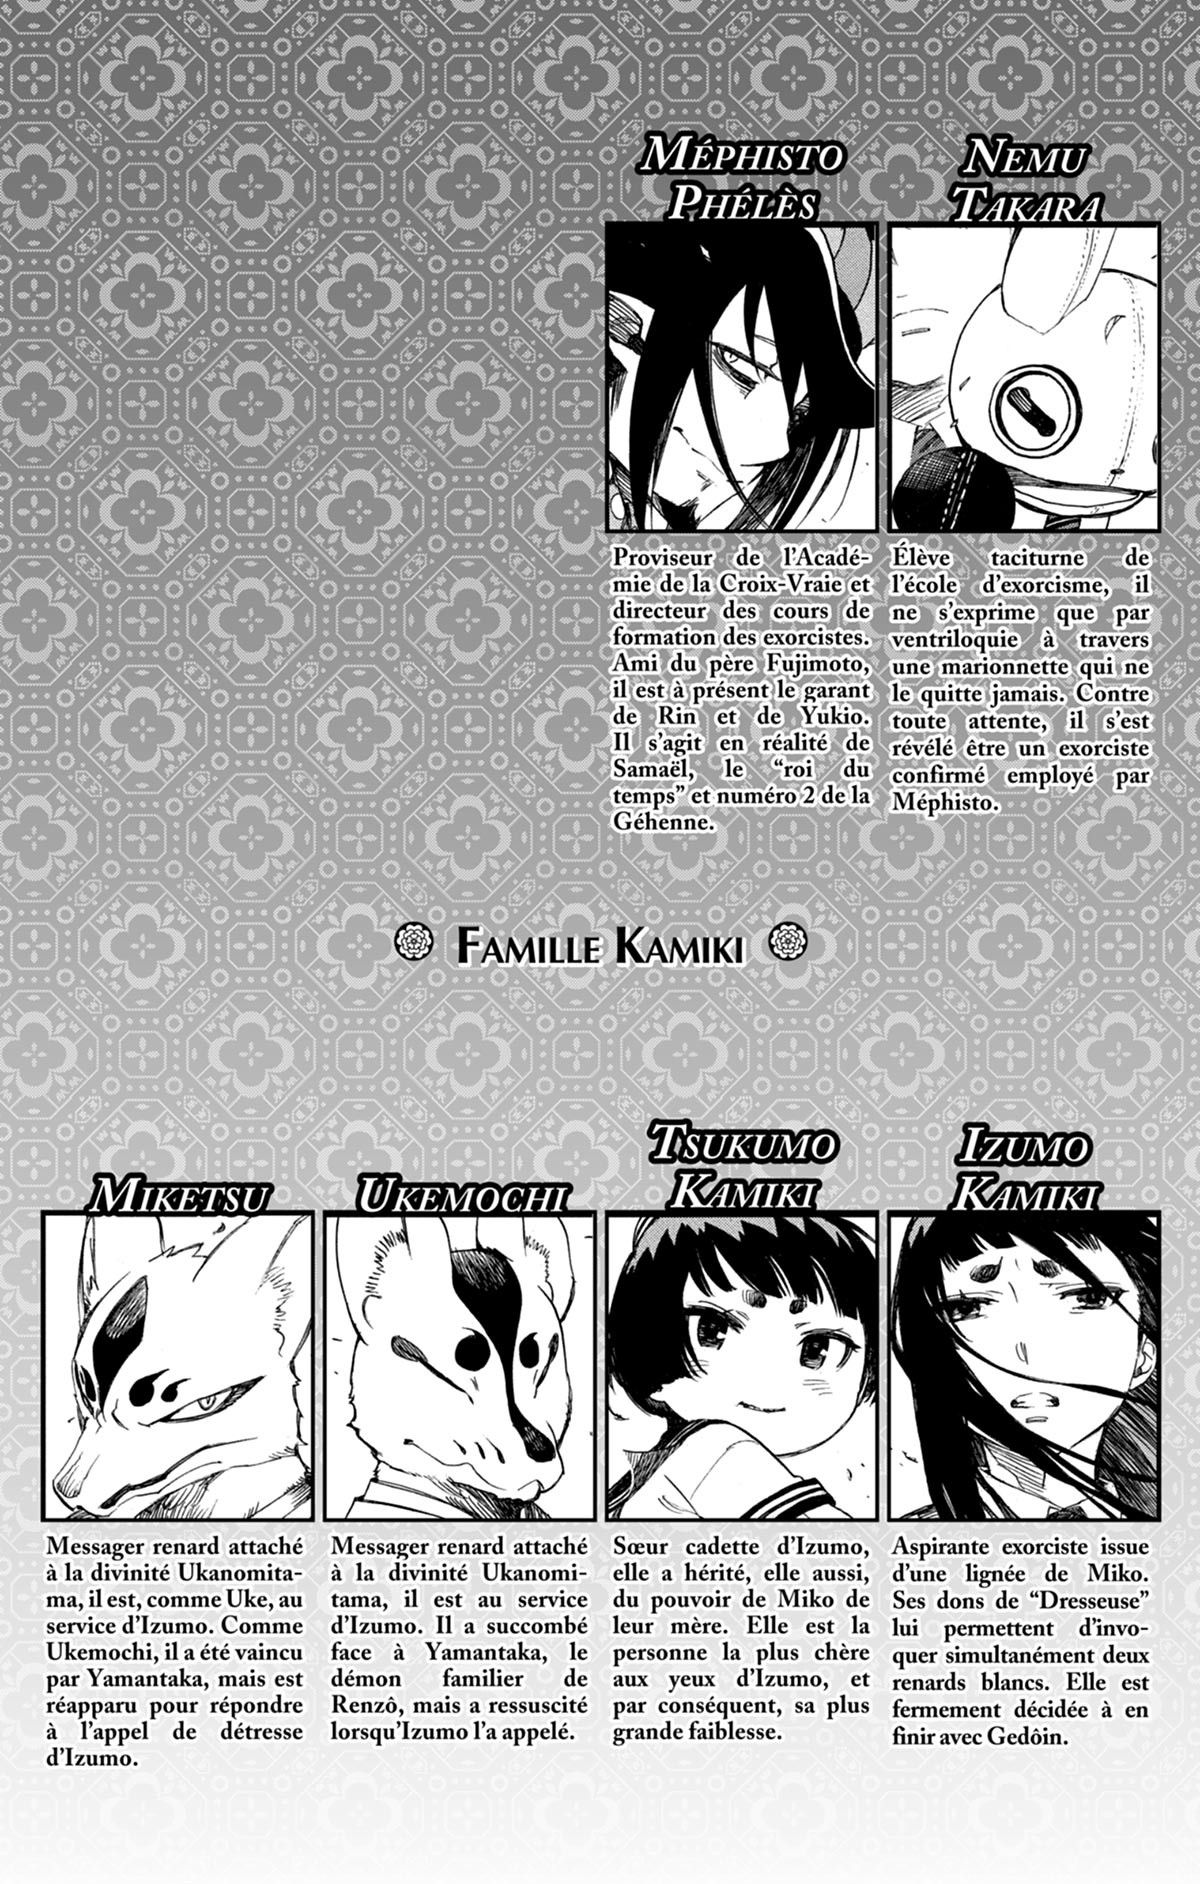 Nemu
Takara
Élève taciturne de
l'école d'exorcisme, il
ne s'exprime que par
ventriloquie à travers
une marionnette qui ne
le quitte jamais. Contre
toute attente, il s'est
révélé être un exorciste
confirmé employé par
Méphisto.
Méphisto
Phélès
Proviseur de l'Acadé-
mie de la Croix-Vraie et
directeur des cours de
formation des exorcistes.
Ami du père Fujimoto,
il est à présent le garant
de Rin et de Yukio.
Il s'agit en réalité de
Samaël, le "roi du
temps" et numéro 2 de la
Géhenne.
Famille Kamiki
Izumo
Kamiki
Aspirante exorciste issue
d'une lignée de Miko.
Ses dons de "Dresseuse"
lui permettent d'invo-
quer simultanément deux
renards blancs. Elle est
fermement décidée à en
finir avec Gedôin.
Tsukumo
Kamiki
Sœur cadette d'Izumo,
elle a hérité, elle aussi,
du pouvoir de Miko de
leur mère. Elle est la
personne la plus chère
aux yeux d'Izumo, et
par conséquent, sa plus
grande faiblesse.
Ukemochi
Messager renard attaché
à la divinité Ukanomi-
tama, il est au service
d'Izumo. Il a succombé
face à Yamantaka, le
démon familier de
Renzô, mais a ressuscité
lorsqu'Izumo l'a appelé.
Miketsu
Messager renard attaché
à la divinité Ukanomita-
ma, il est, comme Uke, au
service d'Izumo. Comme
Ukemochi, il a été vaincu
par Yamantaka, mais est
réapparu pour répondre
à l'appel de détresse
d'Izumo.